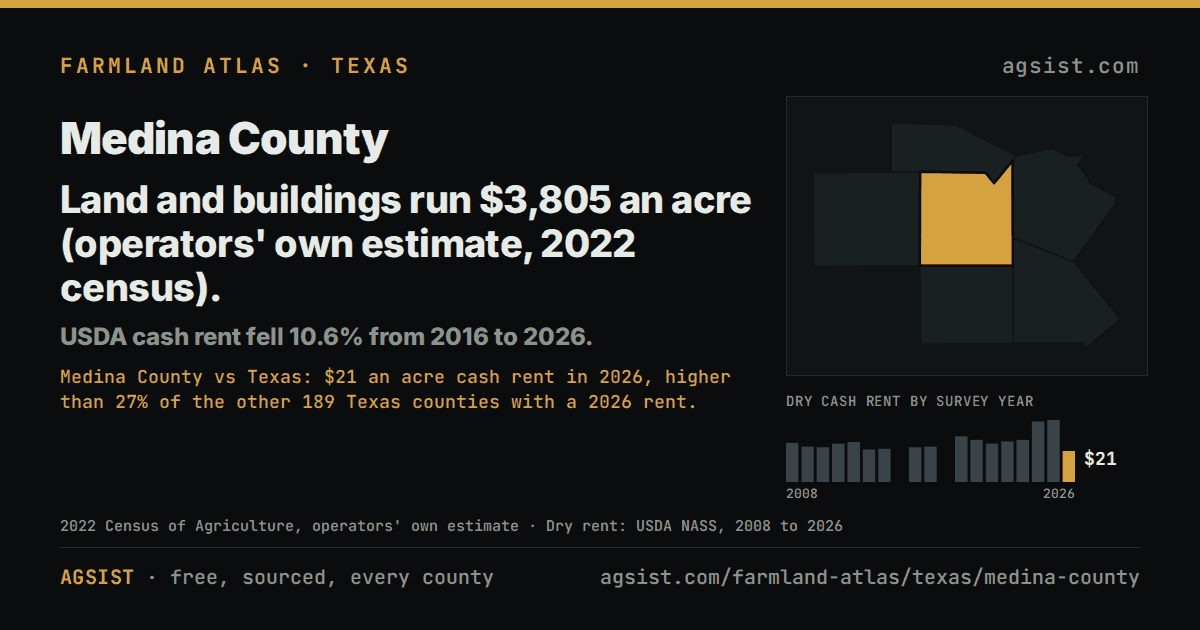 FARMLAND ATLAS · TEXAS
agsist.com
Medina County
Land and buildings run $3,805 an acre
(operators' own estimate, 2022
census).
USDA cash rent fell 10.6% from 2016 to 2026.
Medina County vs Texas: $21 an acre cash rent in 2026, higher
than 27% of the other 189 Texas counties with a 2026 rent.
DRY CASH RENT BY SURVEY YEAR
$21
2008
2026
2022 Census of Agriculture, operators' own estimate · Dry rent: USDA NASS, 2008 to 2026
AGSIST · free, sourced, every county
agsist.com/farmland-atlas/texas/medina-county